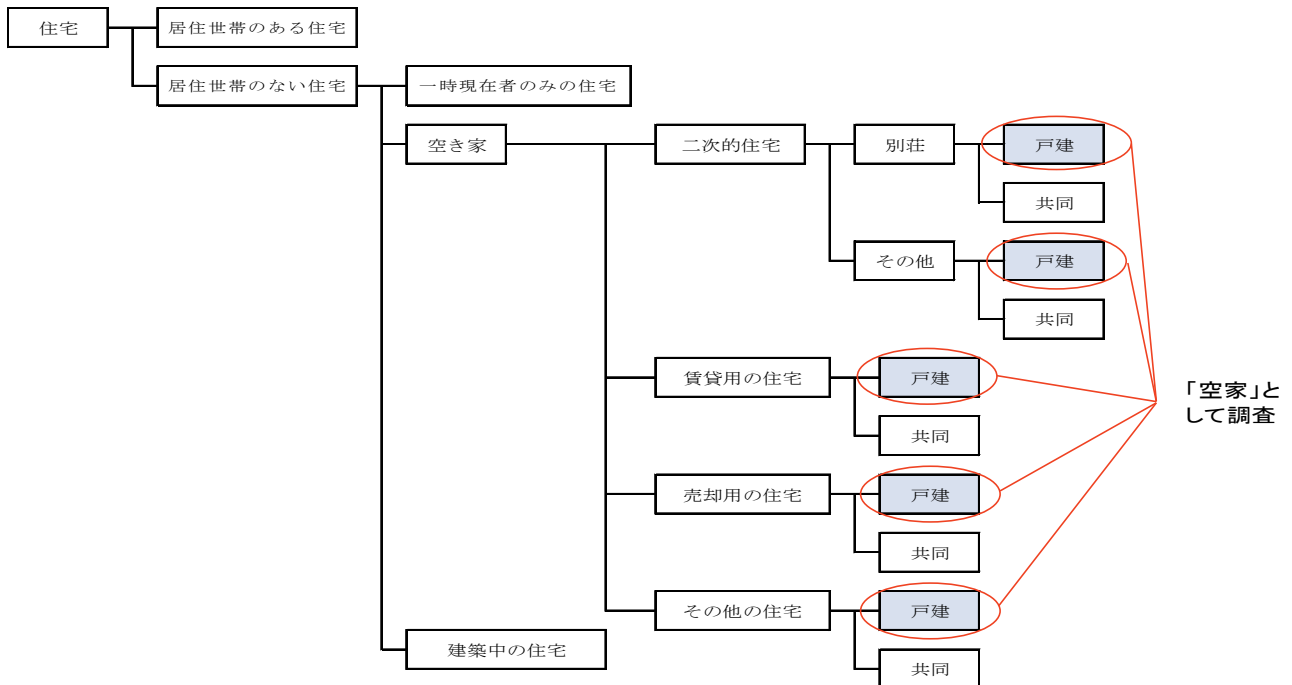 住宅
居住世帯のある住宅
居住世帯のない住宅
一時現在者のみの住宅
空き家
二次的住宅
別荘
戸建
共同
その他
戸建
共同
賃貸用の住宅
戸建
共同
売却用の住宅
戸建
共同
その他の住宅
戸建
共同
建築中の住宅
「空家」と
して調査